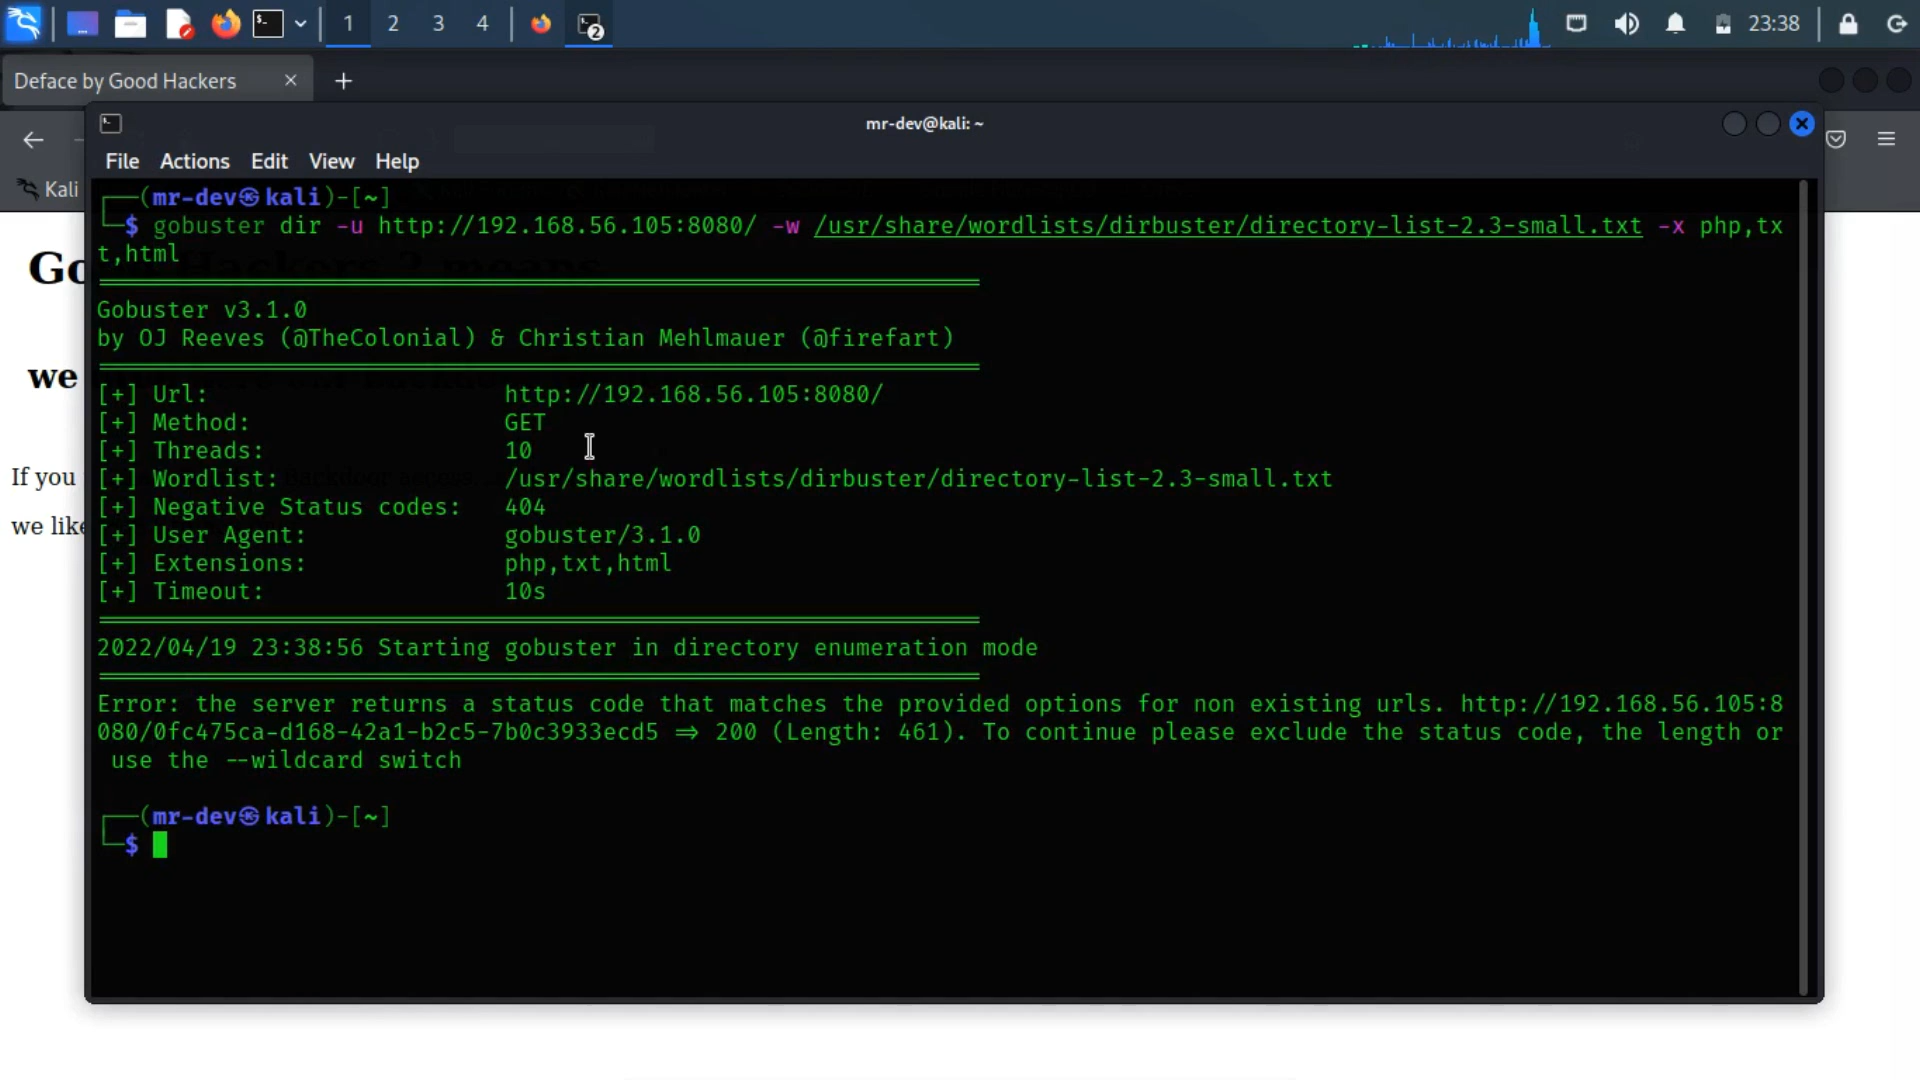 1 2 3 4 2 23:38
Deface by Good Hackers
mr-dev@kali: ~
File Actions Edit View Help
Kali
┌──(mr-dev㉿kali)-[~]
└─$ gobuster dir -u http://192.168.56.105:8080/ -w /usr/share/wordlists/dirbuster/directory-list-2.3-small.txt -x php,tx
t,html
Go Hackers ? means
Gobuster v3.1.0
by OJ Reeves (@TheColonial) & Christian Mehlmauer (@firefart)
we
[+] Url: http://192.168.56.105:8080/
[+] Method: GET
[+] Threads: 10
If you Backdoor access
[+] Wordlist: /usr/share/wordlists/dirbuster/directory-list-2.3-small.txt
[+] Negative Status codes: 404
we like
[+] User Agent: gobuster/3.1.0
[+] Extensions: php,txt,html
[+] Timeout: 10s
2022/04/19 23:38:56 Starting gobuster in directory enumeration mode
Error: the server returns a status code that matches the provided options for non existing urls. http://192.168.56.105:8
080/0fc475ca-d168-42a1-b2c5-7b0c3933ecd5 => 200 (Length: 461). To continue please exclude the status code, the length or
use the --wildcard switch
┌──(mr-dev㉿kali)-[~]
└─$